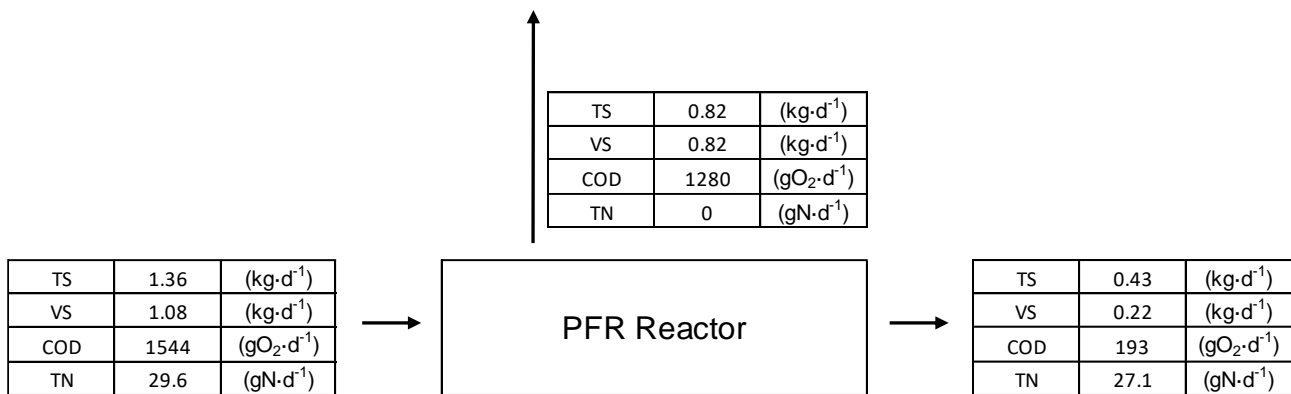 TS 0.82 (kg·d⁻¹)
VS 0.82 (kg·d⁻¹)
COD 1280 (gO₂·d⁻¹)
TN 0 (gN·d⁻¹)
TS 1.36 (kg·d⁻¹)
VS 1.08 (kg·d⁻¹)
COD 1544 (gO₂·d⁻¹)
TN 29.6 (gN·d⁻¹)
PFR Reactor
TS 0.43 (kg·d⁻¹)
VS 0.22 (kg·d⁻¹)
COD 193 (gO₂·d⁻¹)
TN 27.1 (gN·d⁻¹)